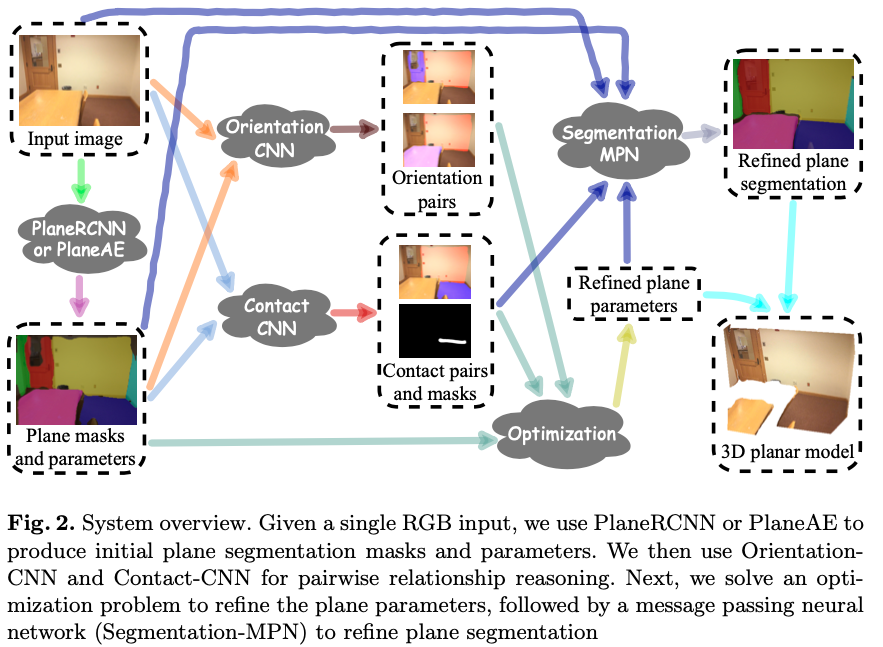 Input image
PlaneRCNN
or PlaneAE
Plane masks
and parameters
Orientation
CNN
Contact
CNN
Orientation
pairs
Contact pairs
and masks
Optimization
Segmentation
MPN
Refined plane
parameters
Refined plane
segmentation
3D planar model
Fig. 2. System overview. Given a single RGB input, we use PlaneRCNN or PlaneAE to
produce initial plane segmentation masks and parameters. We then use Orientation-
CNN and Contact-CNN for pairwise relationship reasoning. Next, we solve an opti-
mization problem to refine the plane parameters, followed by a message passing neural
network (Segmentation-MPN) to refine plane segmentation